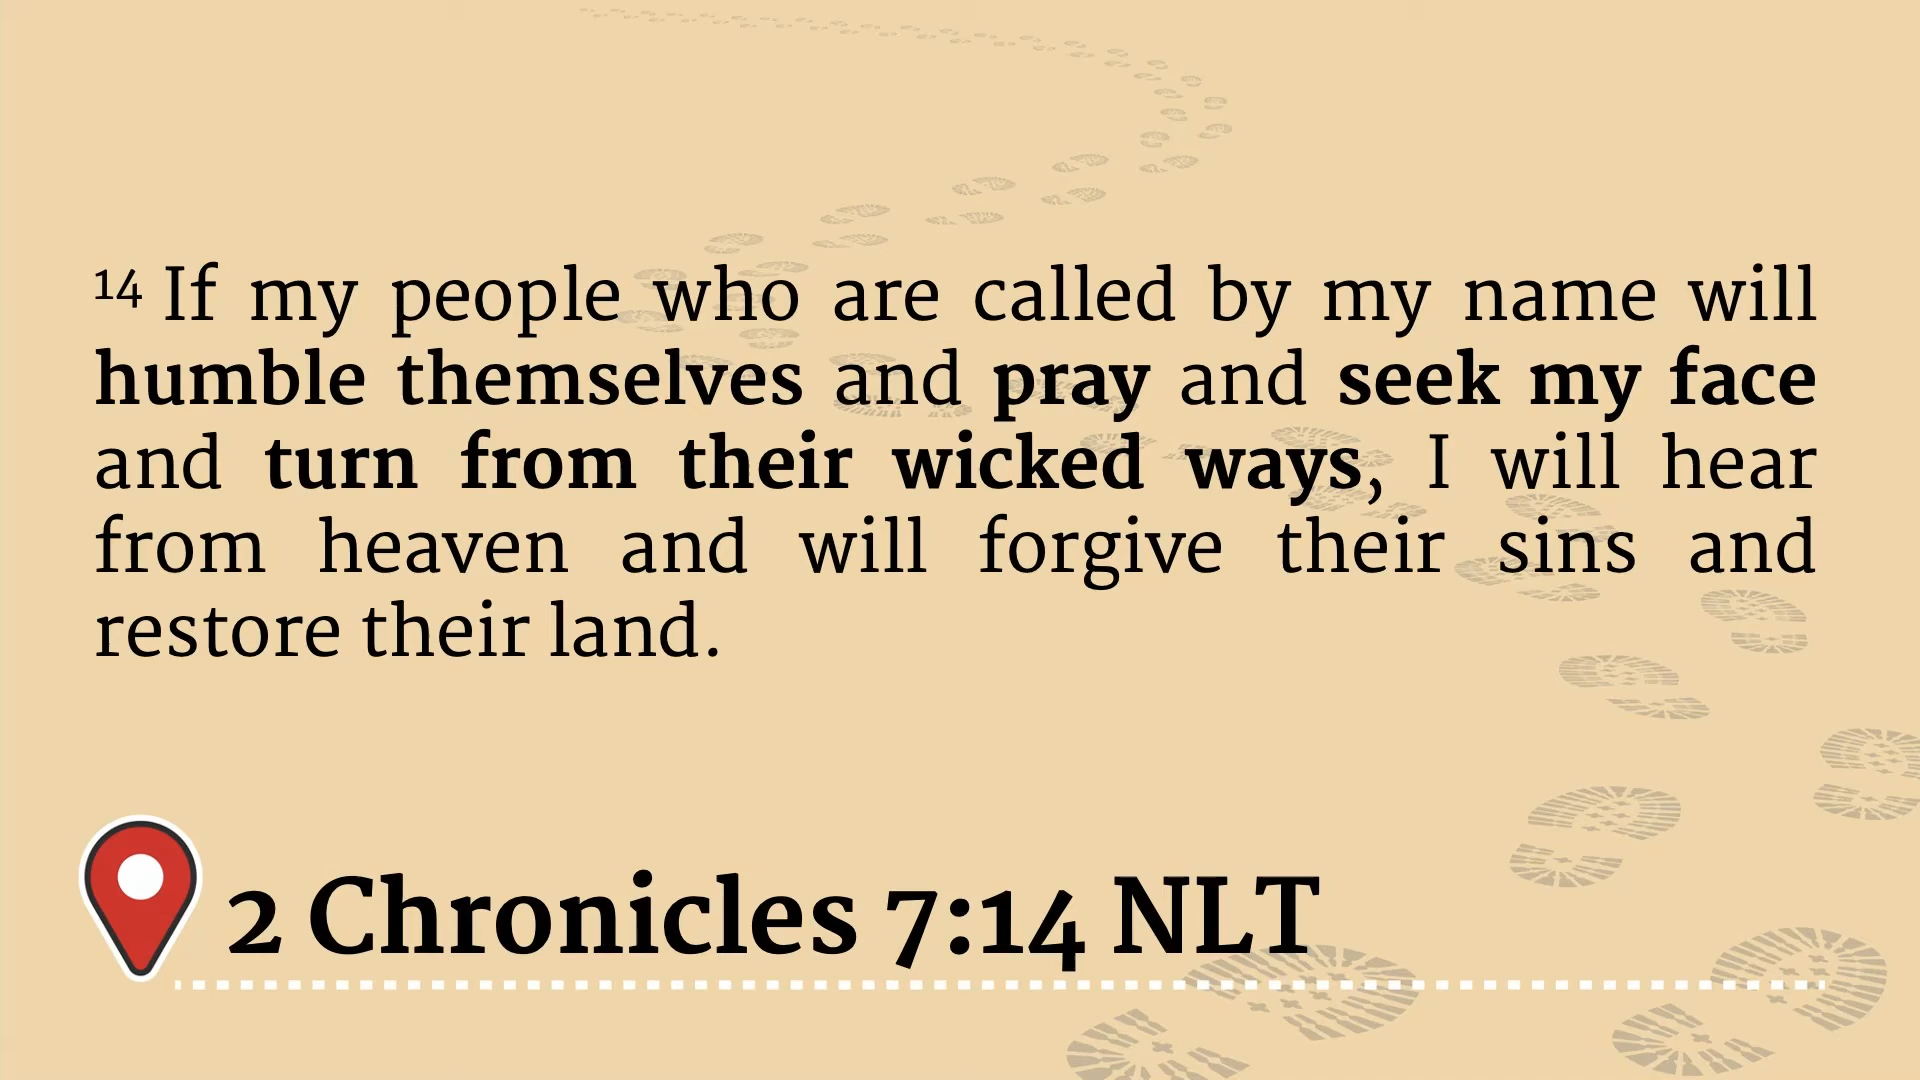 14 If my people who are called by my name will
humble themselves and pray and seek my face
and turn from their wicked ways, I will hear
from heaven and will forgive their sins and
restore their land.
2 Chronicles 7:14 NLT